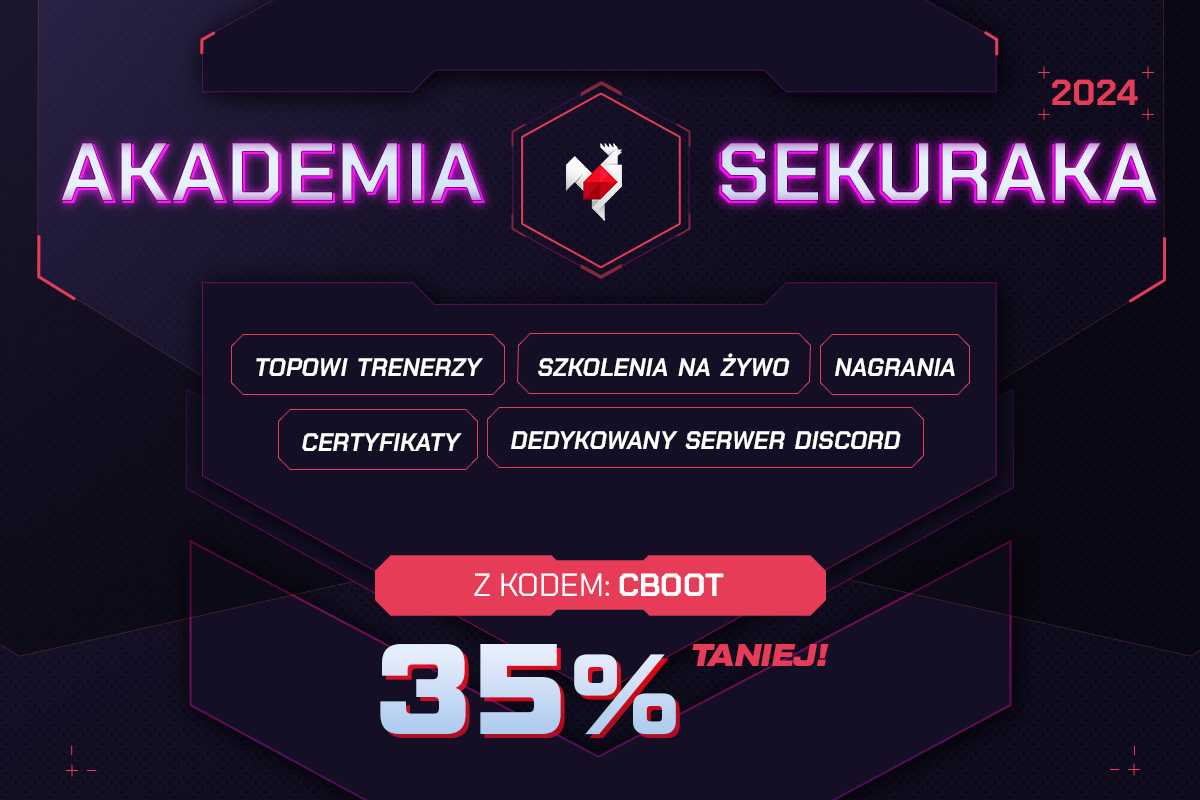 2024
AKADEMIA SEKURAKA
TOPOWI TRENERZY SZKOLENIA NA ŻYWO NAGRANIA
CERTYFIKATY DEDYKOWANY SERWER DISCORD
Z KODEM: CBOOT
35% TANIEJ!